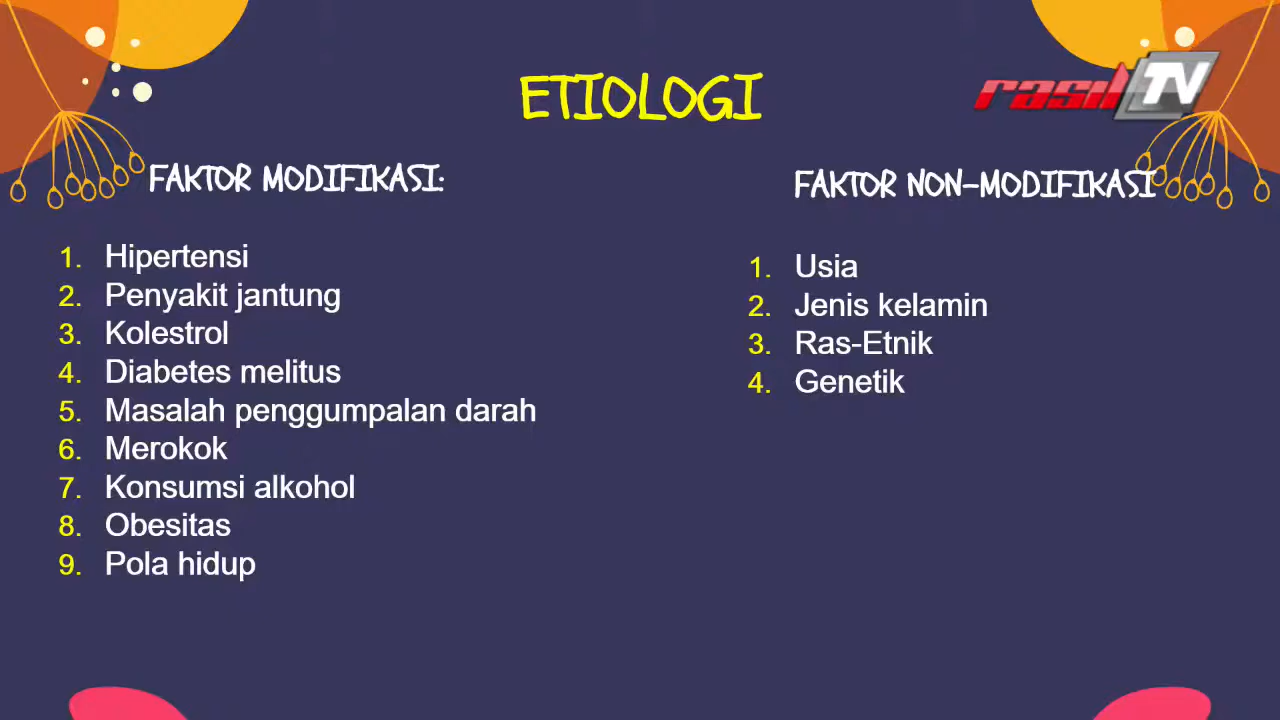 ETIOLOGI
rasil TV
FAKTOR MODIFIKASI:
1. Hipertensi
2. Penyakit jantung
3. Kolestrol
4. Diabetes melitus
5. Masalah penggumpalan darah
6. Merokok
7. Konsumsi alkohol
8. Obesitas
9. Pola hidup
FAKTOR NON-MODIFIKASI
1. Usia
2. Jenis kelamin
3. Ras-Etnik
4. Genetik